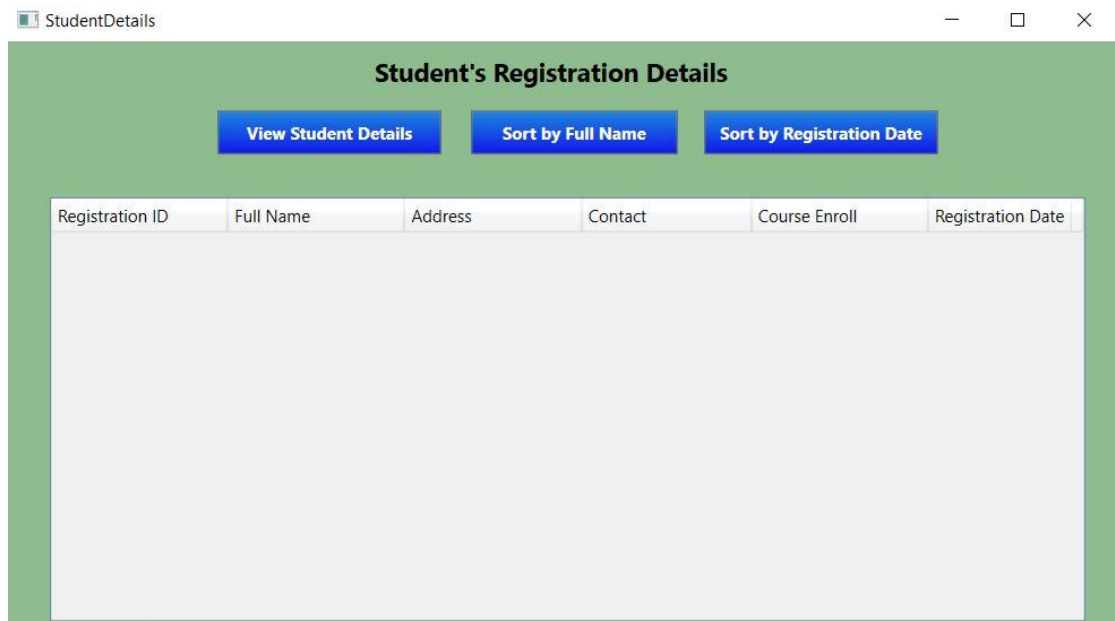 StudentDetails
Student's Registration Details
View Student Details Sort by Full Name Sort by Registration Date
Registration ID Full Name Address Contact Course Enroll Registration Date